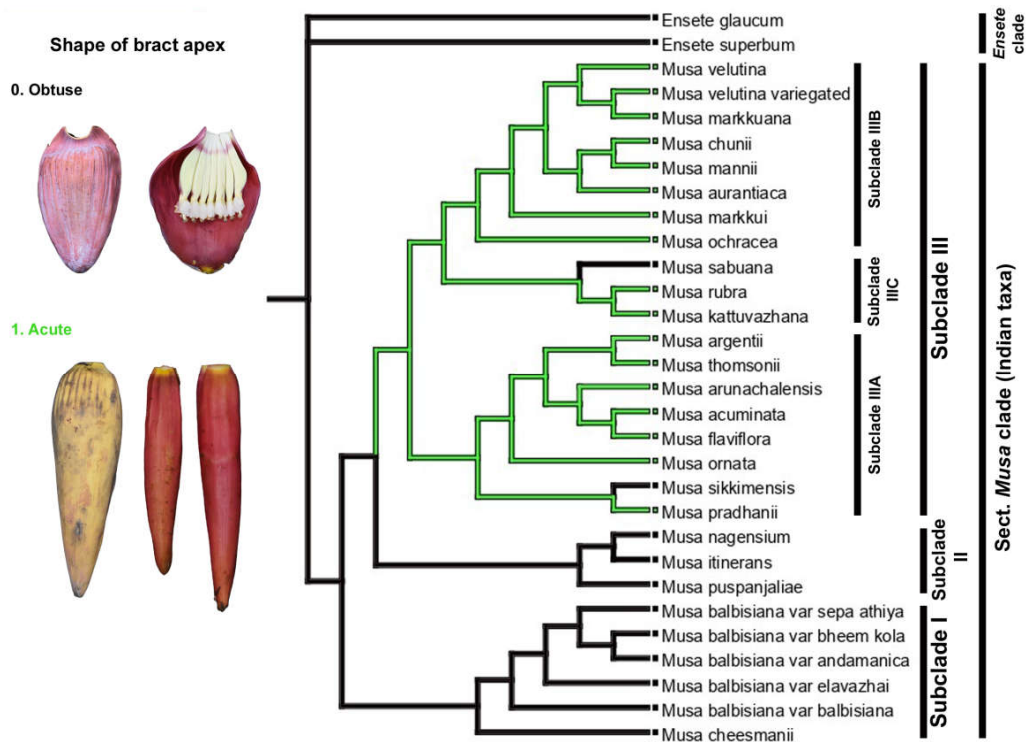 Shape of bract apex
0. Obtuse
1. Acute
Ensete glaucum
Ensete superbum
Musa velutina
Musa velutina variegated
Musa markkuana
Musa chunii
Musa mannii
Musa aurantiaca
Musa markkui
Musa ochracea
Musa sabuana
Musa rubra
Musa kattuvazhana
Musa argentii
Musa thomsonii
Musa arunachalensis
Musa acuminata
Musa flaviflora
Musa ornata
Musa sikkimensis
Musa pradhanii
Musa nagensium
Musa itinerans
Musa puspanjaliae
Musa balbisiana var sepa athiya
Musa balbisiana var bheem kola
Musa balbisiana var andamanica
Musa balbisiana var elavazhai
Musa balbisiana var balbisiana
Musa cheesmanii
Subclade IIIB
Subclade
IIIC
Subclade IIIA
Subclade III
Subclade
II
Subclade I
Ensete
clade
Sect. Musa clade (Indian taxa)